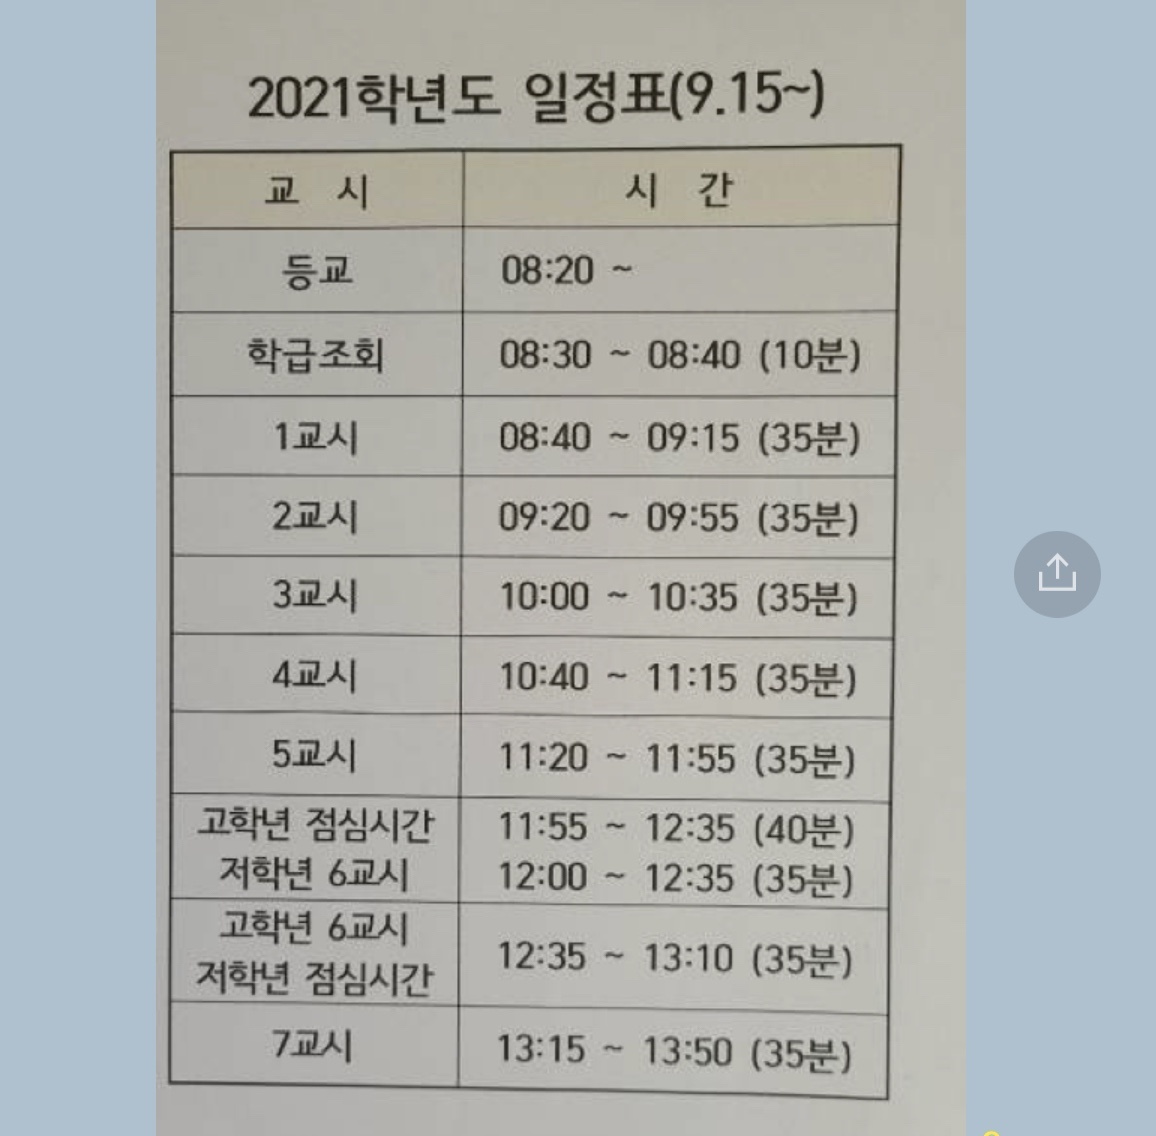 2021학년도 일정표(9.15~)
교 시 시 간
등교 08:20 ~
학급조회 08:30 ~ 08:40 (10분)
1교시 08:40 ~ 09:15 (35분)
2교시 09:20 ~ 09:55 (35분)
3교시 10:00 ~ 10:35 (35분)
4교시 10:40 ~ 11:15 (35분)
5교시 11:20 ~ 11:55 (35분)
고학년 점심시간 11:55 ~ 12:35 (40분)
저학년 6교시 12:00 ~ 12:35 (35분)
고학년 6교시
저학년 점심시간
12:35 ~ 13:10 (35분)
7교시 13:15 ~ 13:50 (35분)